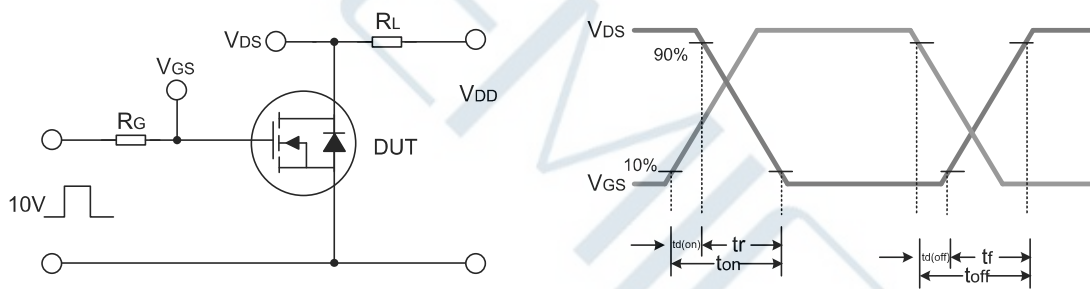 RL
VDS
VGS
VDD
RG
DUT
10V
VDS
90%
10%
VGS
td(on)
tr
ton
td(off)
tf
toff